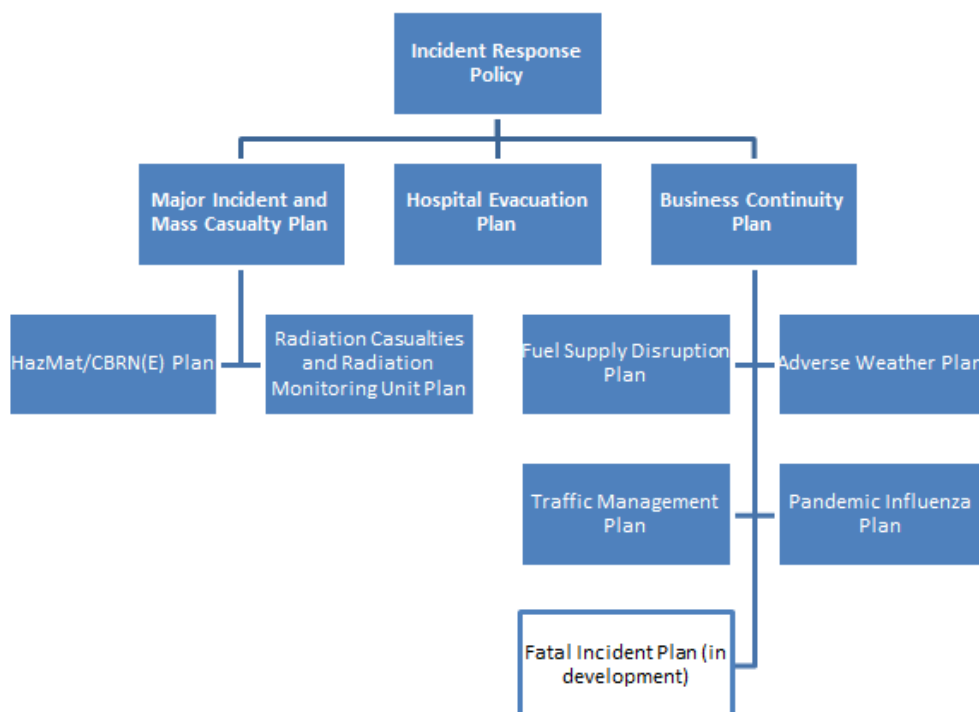 Incident Response
Policy
Major Incident and
Mass Casualty Plan
Hospital Evacuation
Plan
Business Continuity
Plan
HazMat/CBRN(E) Plan
Radiation Casualties
and Radiation
Monitoring Unit Plan
Fuel Supply Disruption
Plan
Adverse Weather Plan
Traffic Management
Plan
Pandemic Influenza
Plan
Fatal Incident Plan (in
development)